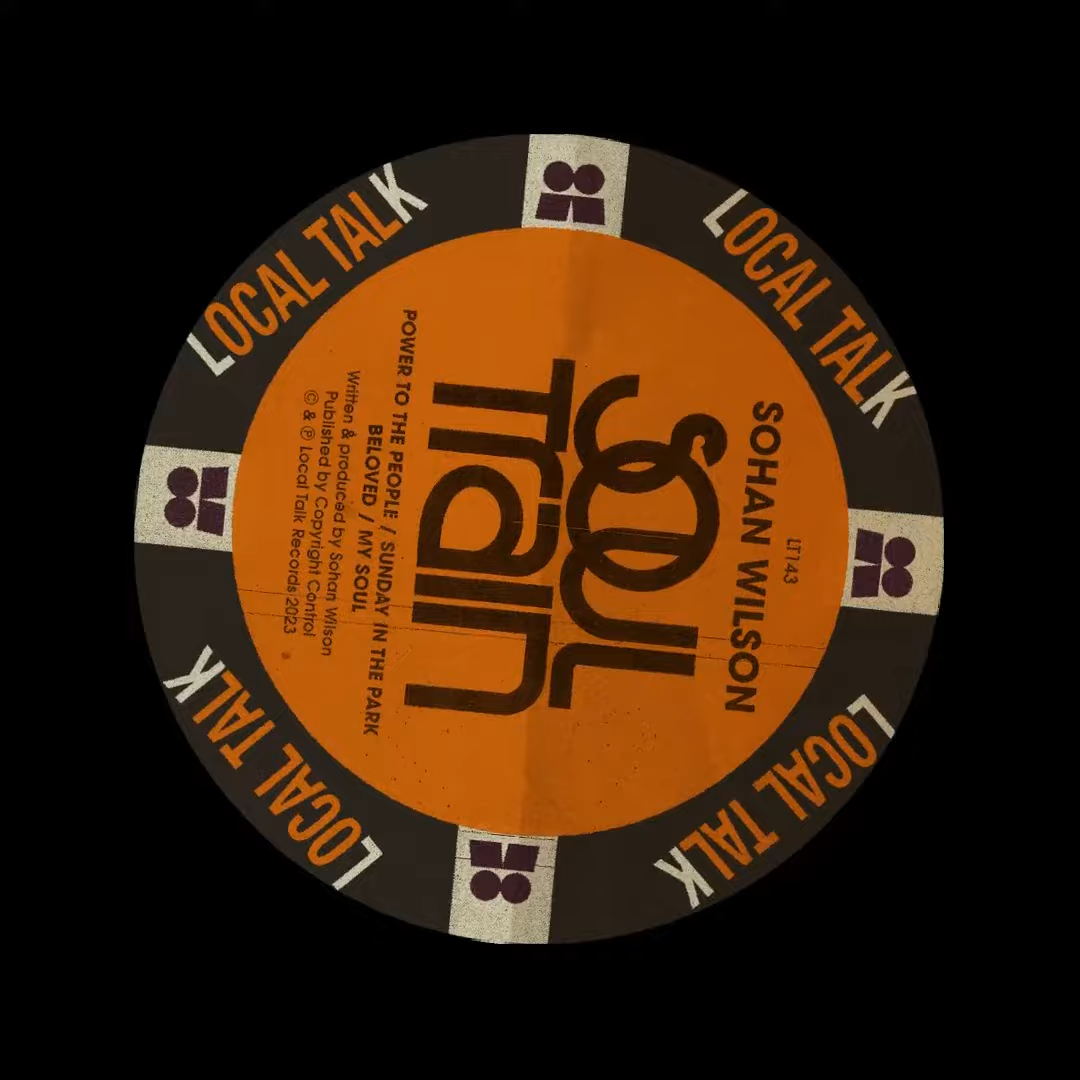 LOCAL TALK
LOCAL TALK
LOCAL TALK
LOCAL TALK
LT143
SOHAN WILSON
SOUL
Train
POWER TO THE PEOPLE / SUNDAY IN THE PARK
BELOVED / MY SOUL
Written & produced by Sohan Wilson
Published by Copyright Control
© & ℗ Local Talk Records 2023